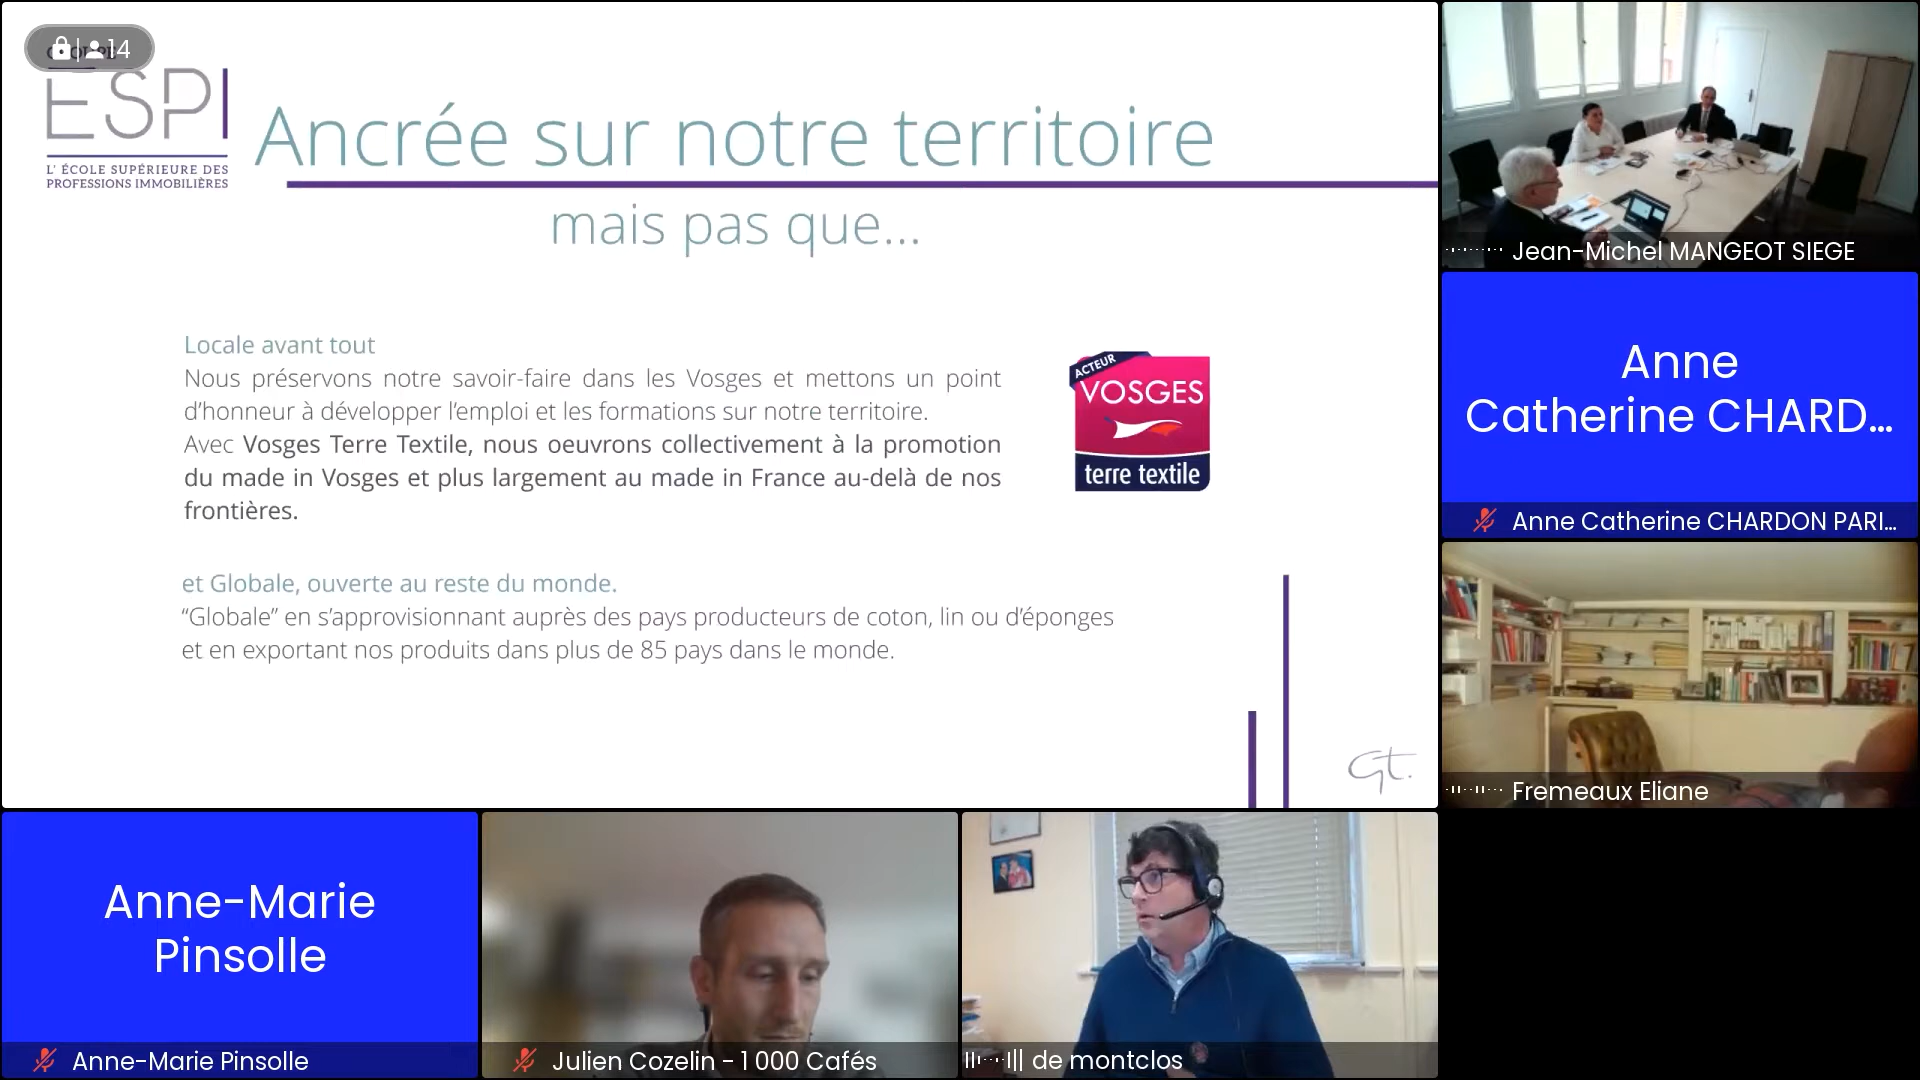 14
ESPI
L' ÉCOLE SUPÉRIEURE DES
PROFESSIONS IMMOBILIÈRES
Ancrée sur notre territoire
mais pas que...
Locale avant tout
Nous préservons notre savoir-faire dans les Vosges et mettons un point
d'honneur à développer l'emploi et les formations sur notre territoire.
Avec Vosges Terre Textile, nous oeuvrons collectivement à la promotion
du made in Vosges et plus largement au made in France au-delà de nos
frontières.
ACTEUR
VOSGES
terre textile
et Globale, ouverte au reste du monde.
“Globale” en s'approvisionnant auprès des pays producteurs de coton, lin ou d'éponges
et en exportant nos produits dans plus de 85 pays dans le monde.
Gt.
Jean-Michel MANGEOT SIEGE
Anne
Catherine CHARD...
Anne Catherine CHARDON PARI...
Fremeaux Eliane
Anne-Marie
Pinsolle
Anne-Marie Pinsolle
Julien Cozelin - 1 000 Cafés
de montclos